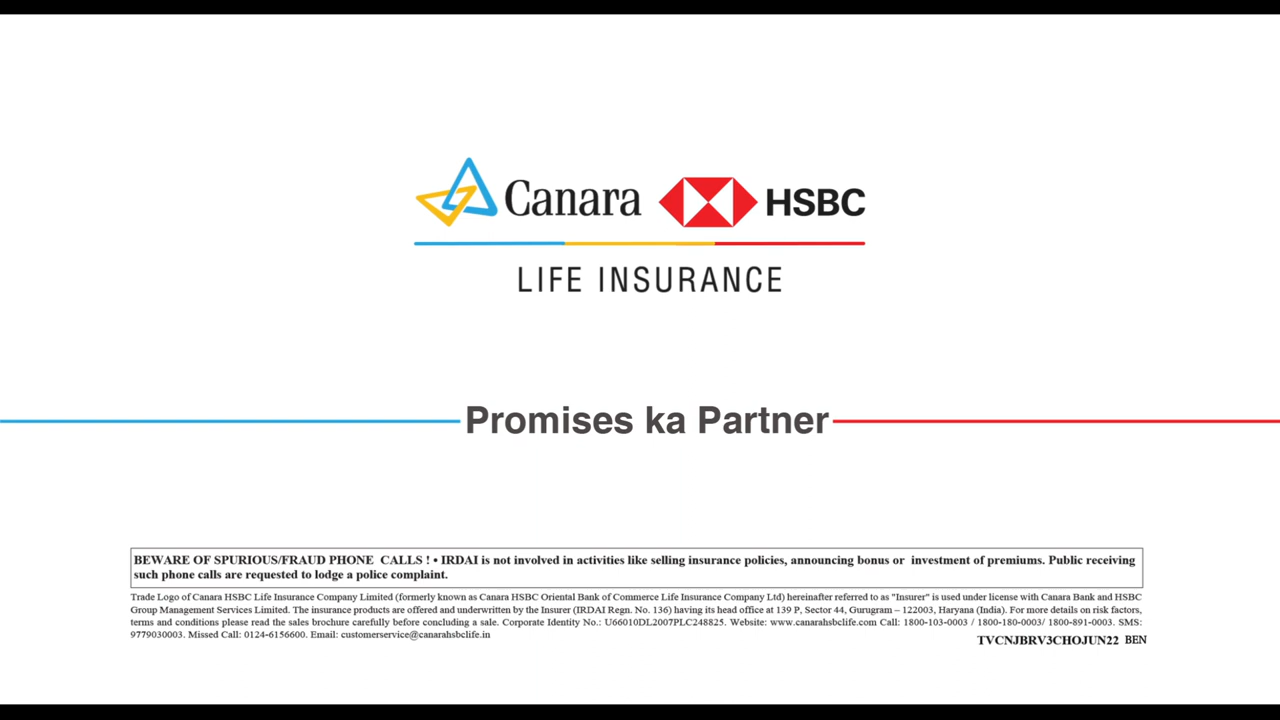 Canara HSBC
LIFE INSURANCE
Promises ka Partner
BEWARE OF SPURIOUS/FRAUD PHONE CALLS ! • IRDAI is not involved in activities like selling insurance policies, announcing bonus or investment of premiums. Public receiving
such phone calls are requested to lodge a police complaint.
Trade Logo of Canara HSBC Life Insurance Company Limited (formerly known as Canara HSBC Oriental Bank of Commerce Life Insurance Company Ltd) hereinafter referred to as "Insurer" is used under license with Canara Bank and HSBC
Group Management Services Limited. The insurance products are offered and underwritten by the Insurer (IRDAI Regn. No. 136) having its head office at 139 P, Sector 44, Gurugram – 122003, Haryana (India). For more details on risk factors,
terms and conditions please read the sales brochure carefully before concluding a sale. Corporate Identity No.: U66010DL2007PLC248825. Website: www.canarahsbclife.com Call: 1800-103-0003 / 1800-180-0003/ 1800-891-0003. SMS:
9779030003. Missed Call: 0124-6156600. Email: customerservice@canarahsbclife.in
TVCNJBRV3CHOJUN22 BEN